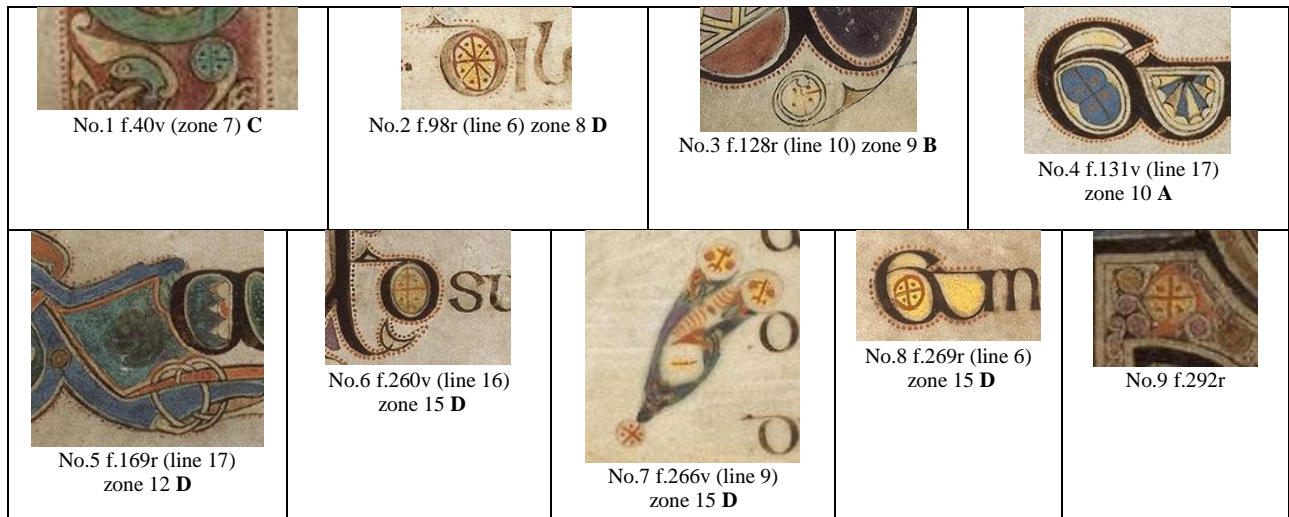 No.1 f.40v (zone 7) C
No.2 f.98r (line 6) zone 8 D
No.3 f.128r (line 10) zone 9 B
No.4 f.131v (line 17)
zone 10 A
su
m
No.5 f.169r (line 17)
zone 12 D
No.6 f.260v (line 16)
zone 15 D
No.7 f.266v (line 9)
zone 15 D
No.8 f.269r (line 6)
zone 15 D
No.9 f.292r